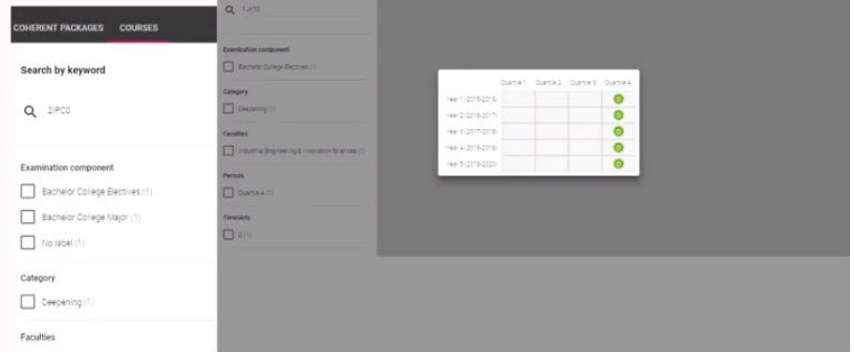 COHERENT PACKAGES COURSES
Search by keyword
2IPC0
Examination component
Bachelor College Electives (1)
Bachelor College Major (1)
No label (1)
Category
Deepening (1)
Faculties
Examination component
Bachelor College Electives (1)
Category
Deepening (1)
Faculties
Industrial Engineering & Innovation Sciences (1)
Periods
Quartile 4 (1)
Timeslots
Quartile 1 Quartile 2 Quartile 3 Quartile 4
Year 1 (2015-2016)
Year 2 (2016-2017)
Year 3 (2017-2018)
Year 4 (2018-2019)
Year 5 (2019-2020)